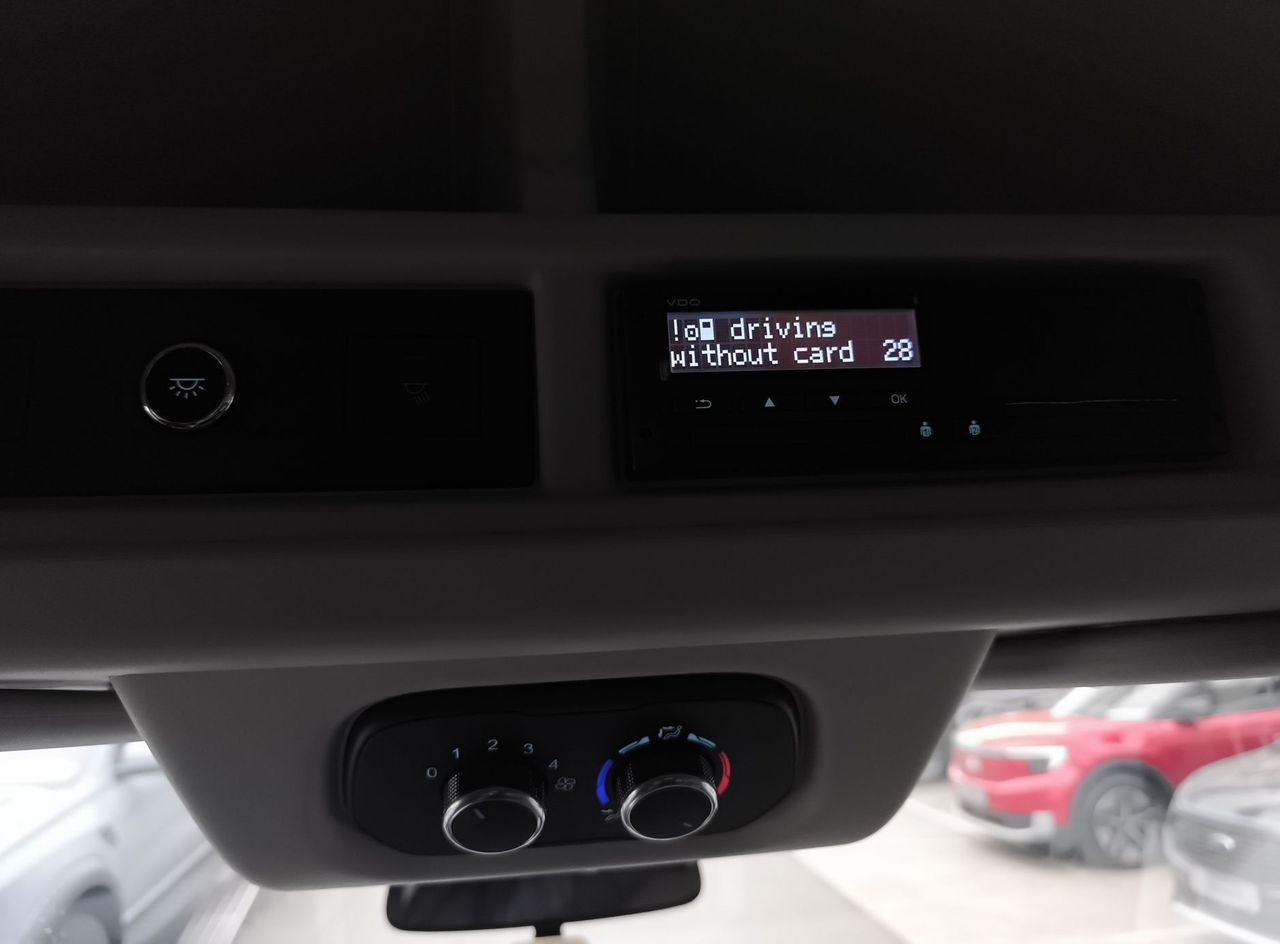 VDO
! driving
without card 28
OK
0 1 2 3 4